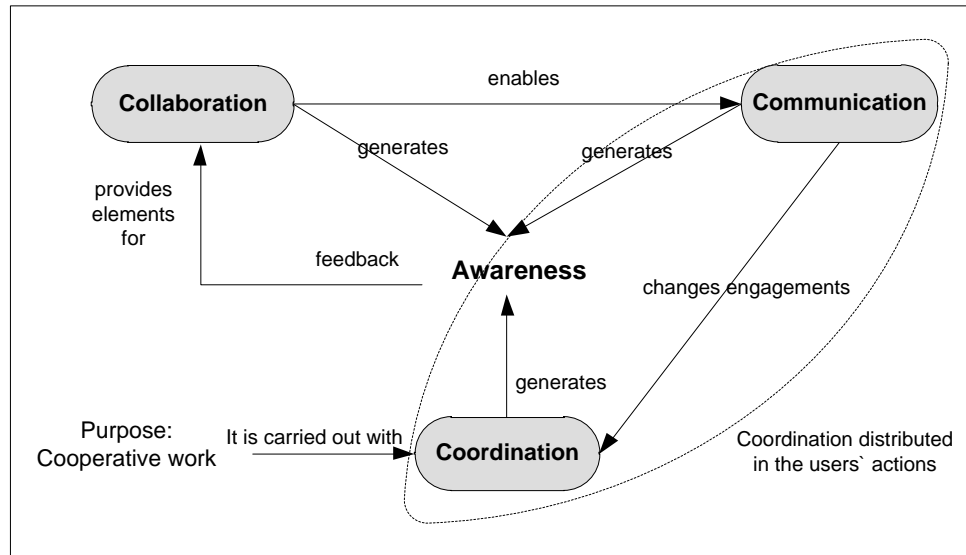 enables
Collaboration
Communication
generates
generates
provides
elements
for
feedback
Awareness
changes engagements
generates
Purpose:
Cooperative work
It is carried out with
Coordination
Coordination distributed
in the users` actions